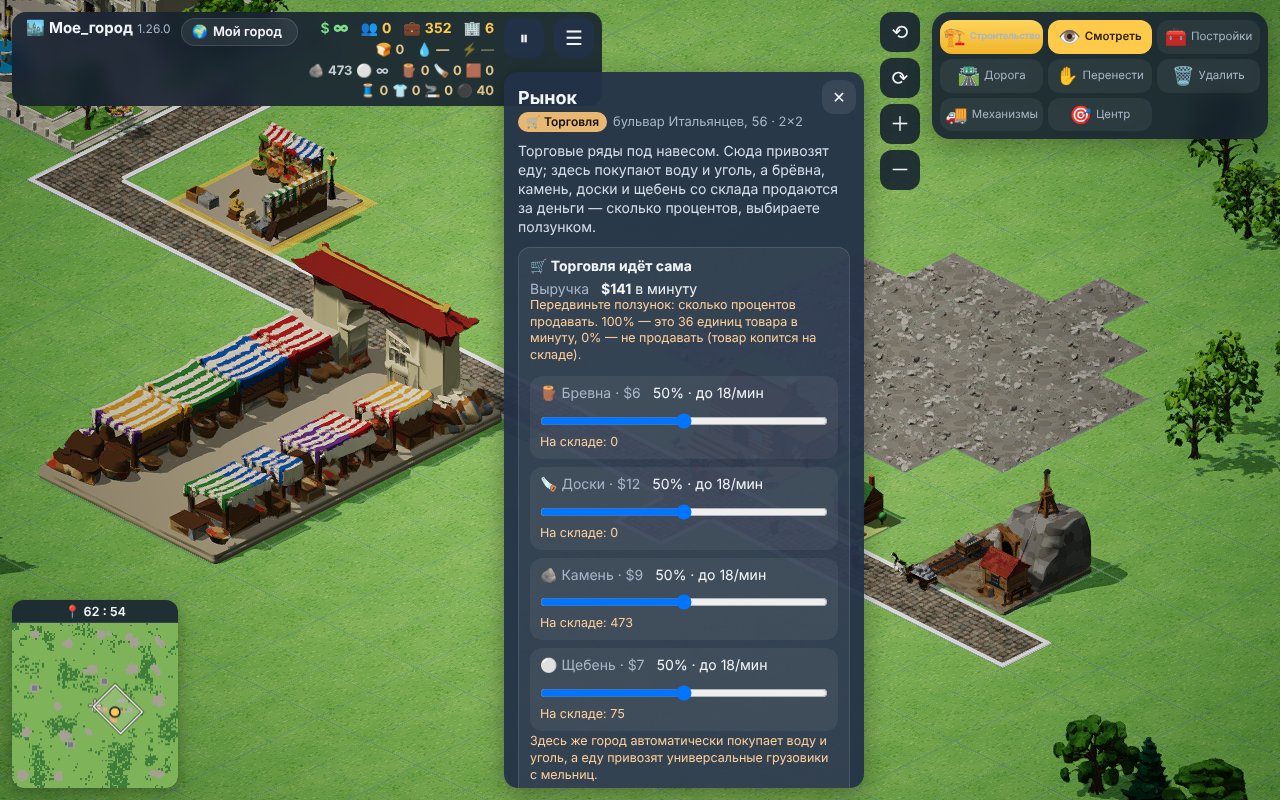 Мое_город 1.26.0
Мой город
$ ∞ 0 352 6
0 — —
473 ∞ 0 0 0
0 0 0 40
Строительство
Смотреть
Постройки
Дорога
Перенести
Удалить
Механизмы
Центр
Рынок
Торговля бульвар Итальянцев, 56 · 2×2
Торговые ряды под навесом. Сюда привозят
еду; здесь покупают воду и уголь, а брёвна,
камень, доски и щебень со склада продаются
за деньги — сколько процентов, выбираете
ползунком.
Торговля идёт сама
Выручка $141 в минуту
Передвиньте ползунок: сколько процентов
продавать. 100% — это 36 единиц товара в
минуту, 0% — не продавать (товар копится на
складе).
Бревна · $6 50% · до 18/мин
На складе: 0
Доски · $12 50% · до 18/мин
На складе: 0
Камень · $9 50% · до 18/мин
На складе: 473
Щебень · $7 50% · до 18/мин
На складе: 75
Здесь же город автоматически покупает воду и
уголь, а еду привозят универсальные грузовики
с мельниц.
62 : 54